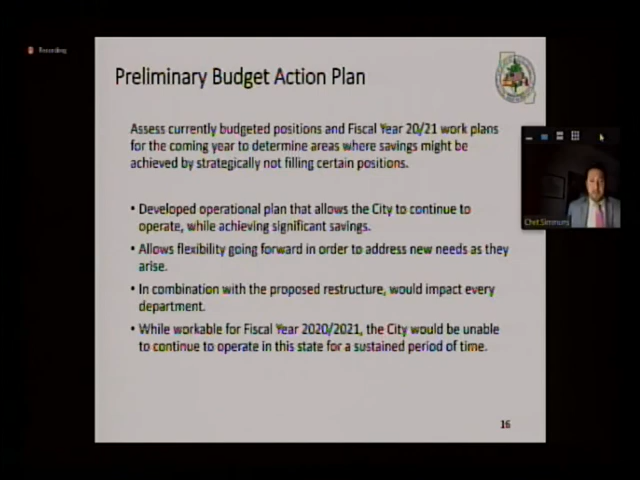 Recording
Preliminary Budget Action Plan
Assess currently budgeted positions and Fiscal Year 20/21 work plans
for the coming year to determine areas where savings might be
achieved by strategically not filling certain positions.
• Developed operational plan that allows the City to continue to
operate, while achieving significant savings.
• Allows flexibility going forward in order to address new needs as they
arise.
• In combination with the proposed restructure, would impact every
department.
• While workable for Fiscal Year 2020/2021, the City would be unable
to continue to operate in this state for a sustained period of time.
Chet Simmons
16